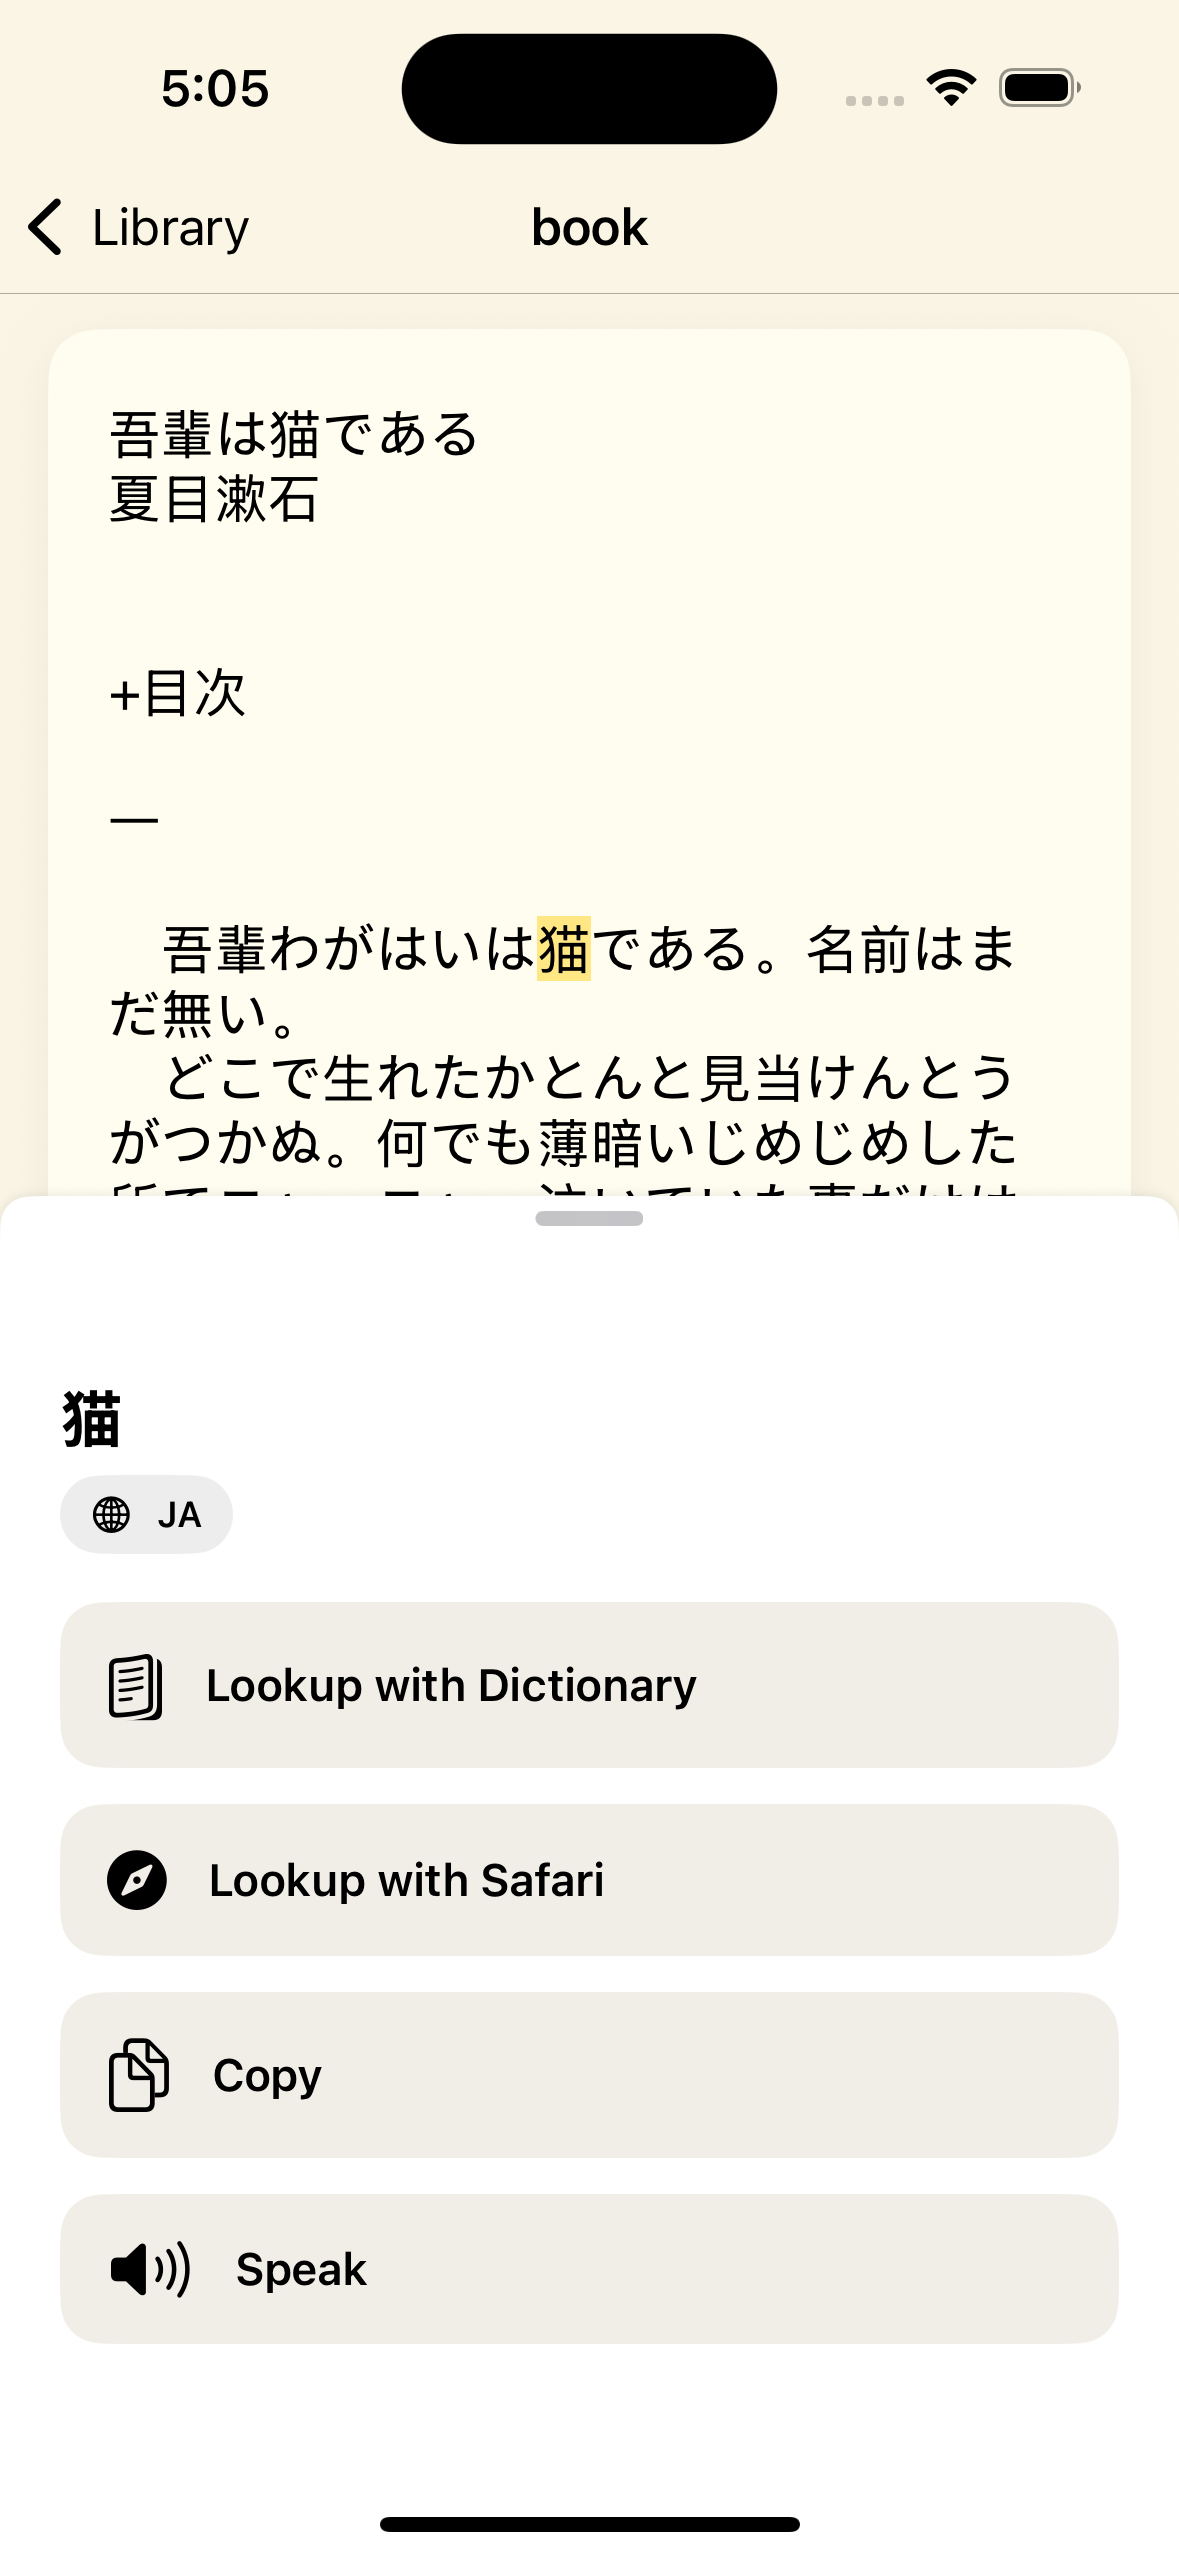 5:05
Library
book
吾輩は猫である
夏目漱石
+目次
一
吾輩わがはいは猫である。名前はま
だ無い。
どこで生れたかとんと見当けんとう
がつかぬ。何でも薄暗いじめじめした
猫
JA
Lookup with Dictionary
Lookup with Safari
Copy
Speak